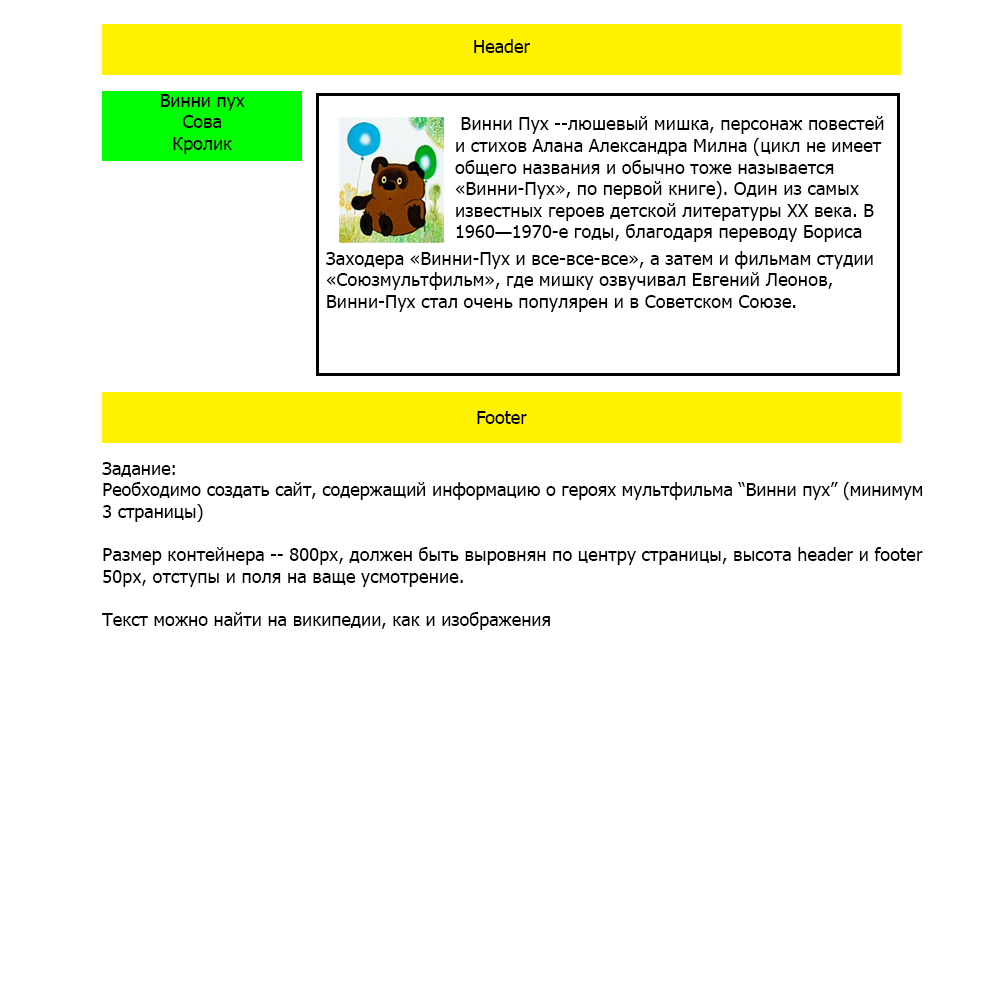 Header
Винни пух
Сова
Кролик
Винни Пух --люшевый мишка, персонаж повестей
и стихов Алана Александра Милна (цикл не имеет
общего названия и обычно тоже называется
«Винни-Пух», по первой книге). Один из самых
известных героев детской литературы XX века. В
1960—1970-е годы, благодаря переводу Бориса
Заходера «Винни-Пух и все-все-все», а затем и фильмам студии
«Союзмультфильм», где мишку озвучивал Евгений Леонов,
Винни-Пух стал очень популярен и в Советском Союзе.
Footer
Задание:
Реобходимо создать сайт, содержащий информацию о героях мультфильма “Винни пух” (минимум
3 страницы)
Размер контейнера -- 800px, должен быть выровнян по центру страницы, высота header и footer
50px, отступы и поля на ваще усмотрение.
Текст можно найти на википедии, как и изображения